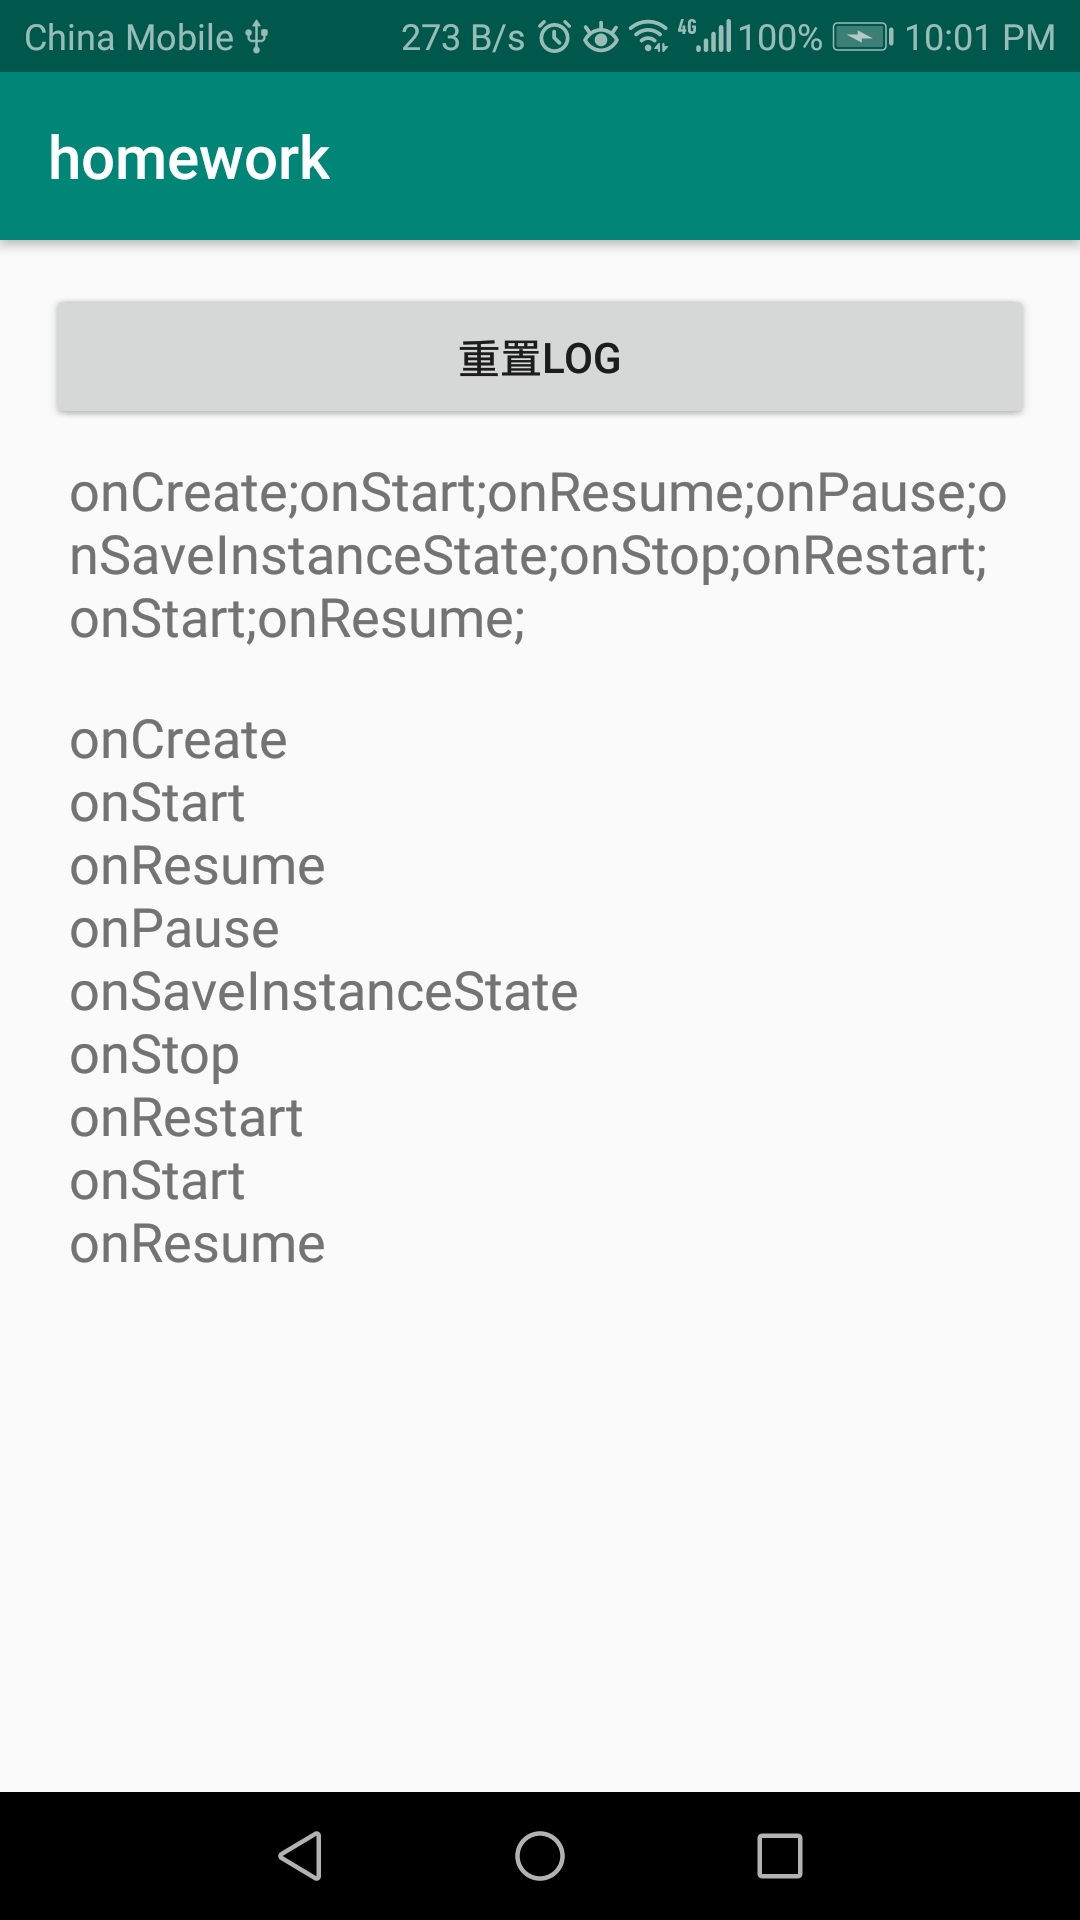 China Mobile 273 B/s 4G 100% 10:01 PM
homework
重置LOG
onCreate;onStart;onResume;onPause;o
nSaveInstanceState;onStop;onRestart;
onStart;onResume;
onCreate
onStart
onResume
onPause
onSaveInstanceState
onStop
onRestart
onStart
onResume